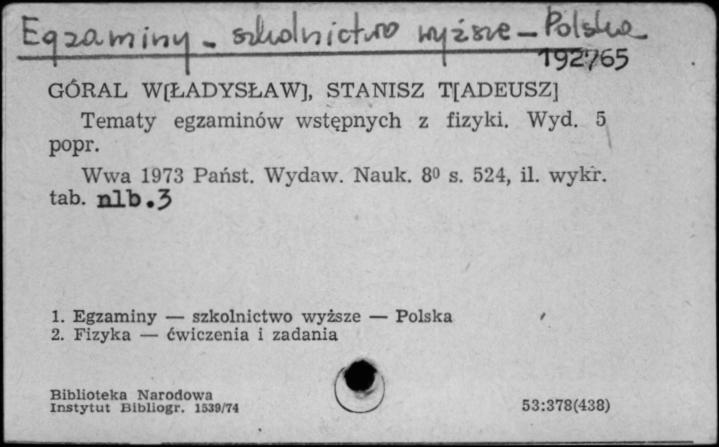 Egzaminy - szkolnictwo wyższe - Polska
192765
GÓRAL W[ŁADYSŁAW], STANISZ T[ADEUSZ]
Tematy egzaminów wstępnych z fizyki. Wyd. 5
popr.
Wwa 1973 Państ. Wydaw. Nauk. 8⁰ s. 524, il. wykr.
tab. nlb.3
1. Egzaminy — szkolnictwo wyższe — Polska
2. Fizyka — ćwiczenia i zadania
Biblioteka Narodowa
Instytut Bibliogr. 1539/74
53:378(438)